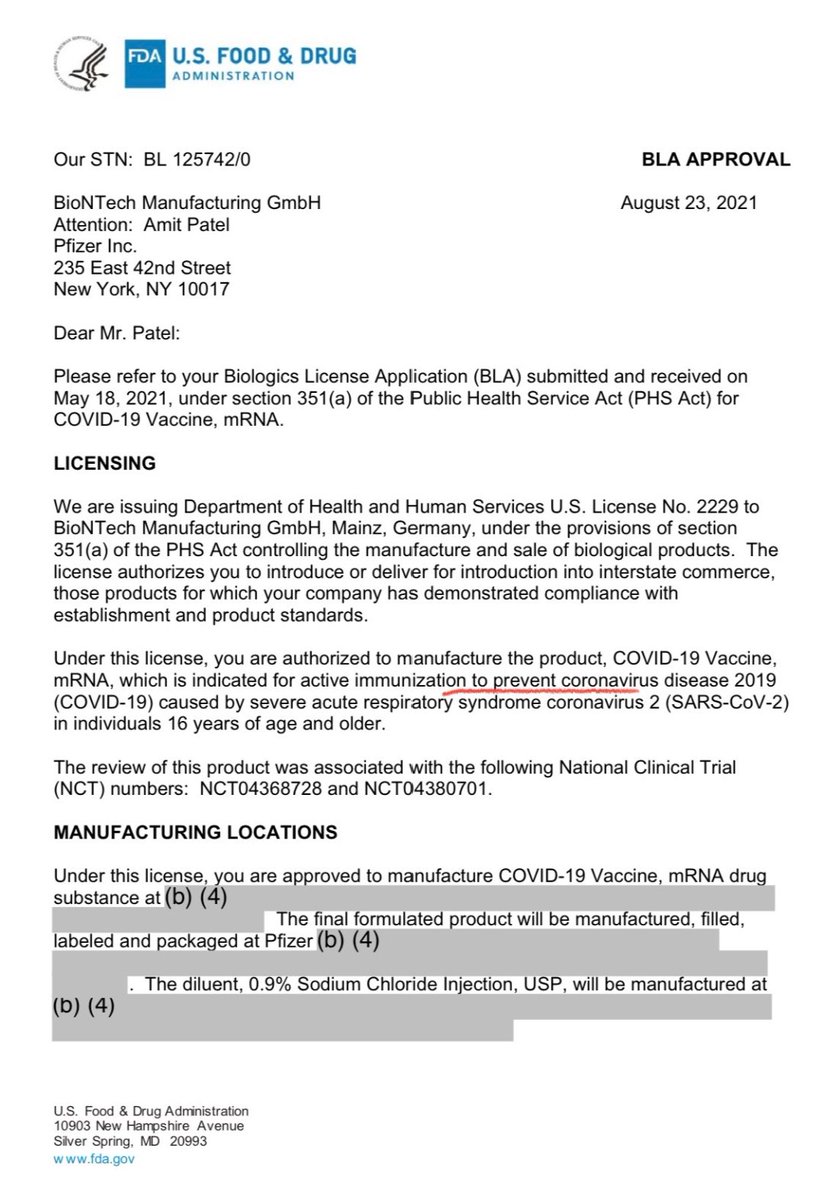 FDA U.S. FOOD & DRUG
ADMINISTRATION
Our STN: BL 125742/0
BLA APPROVAL
BioNTech Manufacturing GmbH
August 23, 2021
Attention: Amit Patel
Pfizer Inc.
235 East 42nd Street
New York, NY 10017
Dear Mr. Patel:
Please refer to your Biologics License Application (BLA) submitted and received on
May 18, 2021, under section 351(a) of the Public Health Service Act (PHS Act) for
COVID-19 Vaccine, mRNA.
LICENSING
We are issuing Department of Health and Human Services U.S. License No. 2229 to
BioNTech Manufacturing GmbH, Mainz, Germany, under the provisions of section
351(a) of the PHS Act controlling the manufacture and sale of biological products. The
license authorizes you to introduce or deliver for introduction into interstate commerce,
those products for which your company has demonstrated compliance with
establishment and product standards.
Under this license, you are authorized to manufacture the product, COVID-19 Vaccine,
mRNA, which is indicated for active immunization to prevent coronavirus disease 2019
(COVID-19) caused by severe acute respiratory syndrome coronavirus 2 (SARS-CoV-2)
in individuals 16 years of age and older.
The review of this product was associated with the following National Clinical Trial
(NCT) numbers: NCT04368728 and NCT04380701.
MANUFACTURING LOCATIONS
Under this license, you are approved to manufacture COVID-19 Vaccine, mRNA drug
substance at (b) (4)
The final formulated product will be manufactured, filled,
labeled and packaged at Pfizer (b) (4)
. The diluent, 0.9% Sodium Chloride Injection, USP, will be manufactured at
(b) (4)
U.S. Food & Drug Administration
10903 New Hampshire Avenue
Silver Spring, MD 20993
www.fda.gov